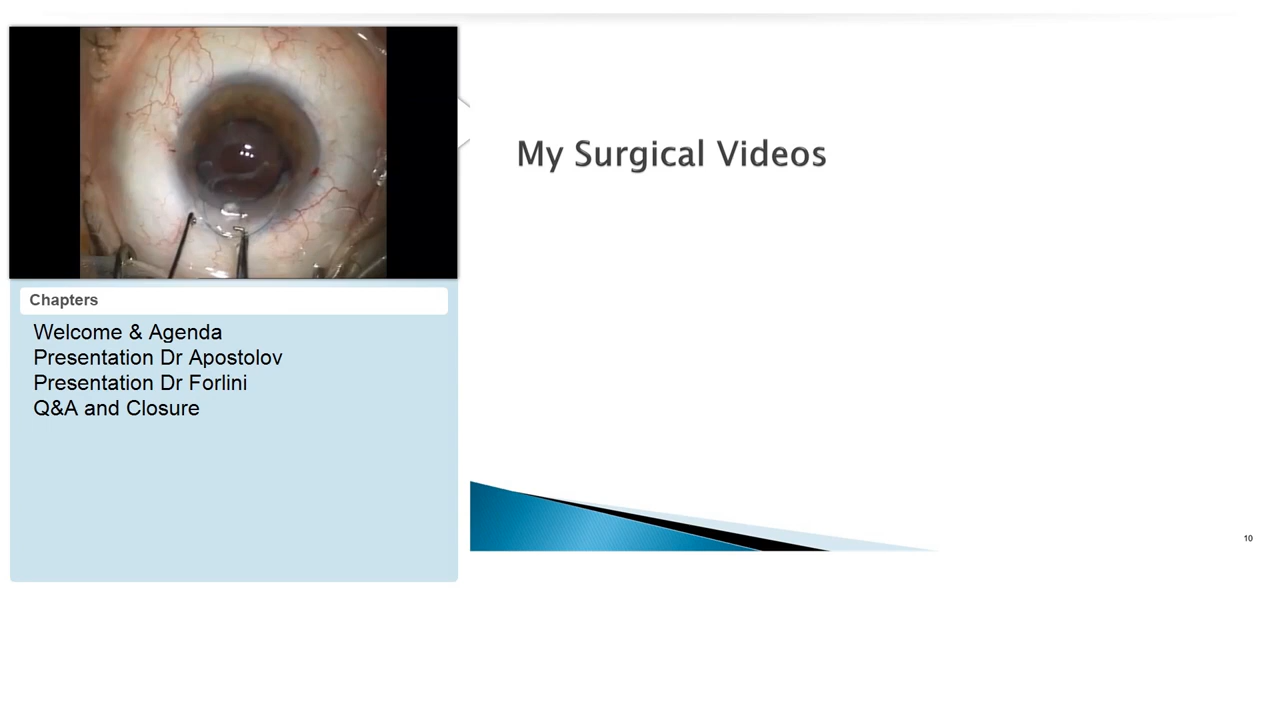 My Surgical Videos
Chapters
Welcome & Agenda
Presentation Dr Apostolov
Presentation Dr Forlini
Q&A and Closure
10